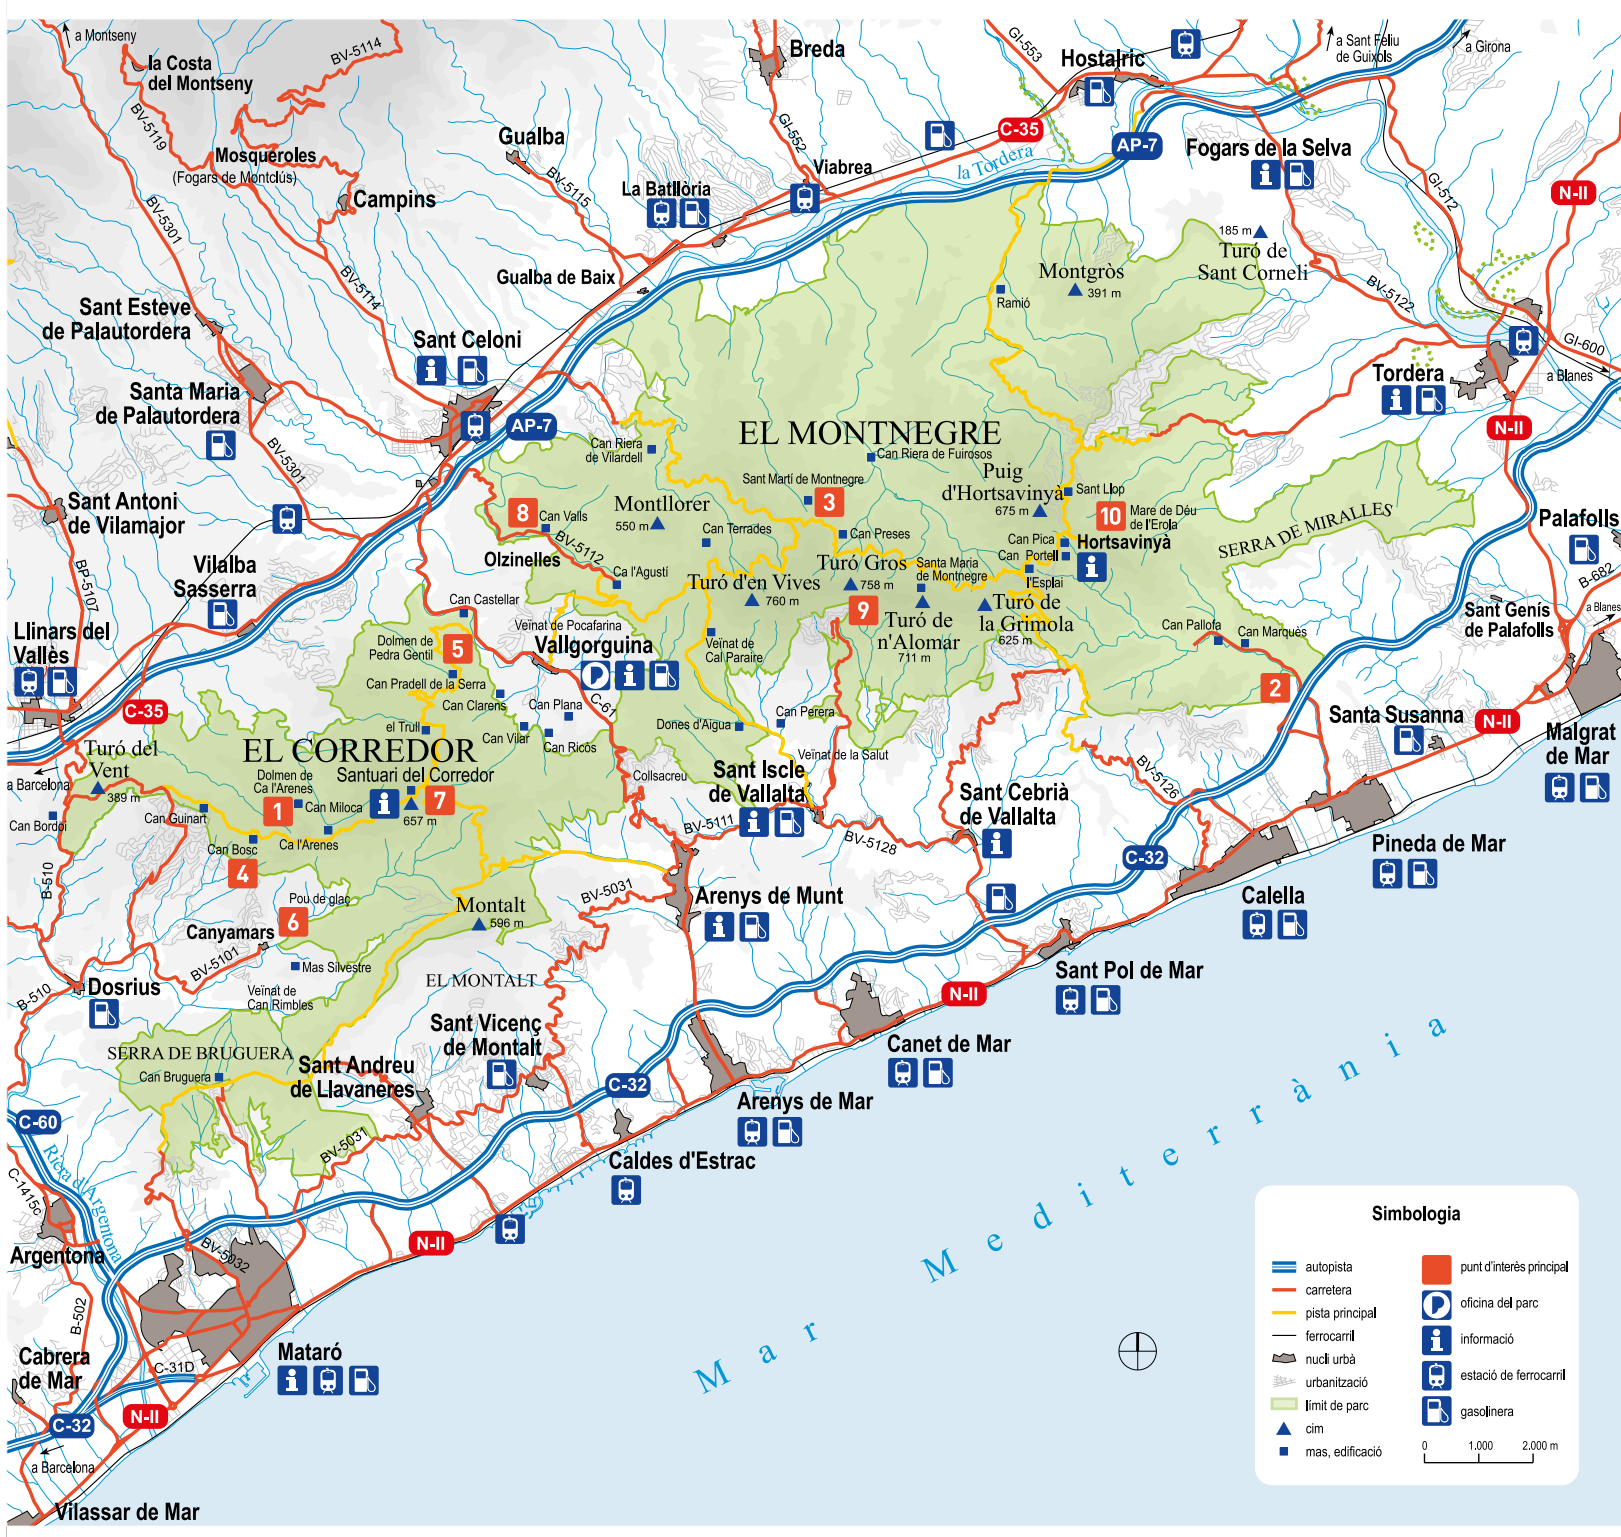 a Montseny
la Costa
del Montseny
BV-5114
BV-5119
Mosqueroles
(Fogars de Montclús)
Campins
BV-5301
BV-5114
Breda
Gualba
GI-552
BV-5115
La Batllòria
Viabrea
Gualba de Baix
GI-553
Hostalric
C-35
AP-7
la Tordera
a Sant Feliu
de Guíxols
a Girona
Fogars de la Selva
GI-512
N-II
185 m
Turó de
Sant Corneli
Montgròs
391 m
Ramió
BV-5122
GI-600
a Blanes
Tordera
N-II
Sant Esteve
de Palautordera
Santa Maria
de Palautordera
Sant Celoni
AP-7
BV-5301
Sant Antoni
de Vilamajor
BP-5107
Vilalba
Sasserra
Llinars del
Vallès
C-35
EL MONTNEGRE
Can Riera
de Vilardell
Can Riera de Fuirosos
Sant Martí de Montnegre
3
Puig
d'Hortsavinyà
675 m
Sant Llop
10
Mare de Déu
de l'Erola
SERRA DE MIRALLES
Palafolls
B-682
a Blanes
Sant Genís
de Palafolls
Montllorer
550 m
8
Can Valls
Olzinelles
BV-5112
Can Terrades
Can Preses
Can Pica
Can Portell
Hortsavinyà
l'Esplai
Ca l'Agustí
Turó Gros
758 m
Santa Maria
de Montnegre
Turó d'en Vives
760 m
9
Turó de
n'Alomar
711 m
Turó de
la Grimola
625 m
Can Pallofa
Can Marquès
2
Can Castellar
Veïnat de Pocafarina
Vallgorguina
Dolmen de
Pedra Gentil
5
Can Pradell de la Serra
Can Clarens
Can Plana
C-61
Can Vilar
Can Ricós
el Trull
Veïnat de
Cal Paraire
Dones d'Aigua
Can Perera
Veïnat de la Salut
Collsacreu
Sant Iscle
de Vallalta
BV-5111
BV-5128
Sant Cebrià
de Vallalta
BV-5126
Santa Susanna
N-II
Malgrat
de Mar
Pineda de Mar
C-32
Calella
Turó del
Vent
389 m
a Barcelona
Can Bordoi
EL CORREDOR
Dolmen de
Ca l'Arenes
Santuari del Corredor
1
Can Miloca
7
657 m
Can Guinart
Can Bosc
Ca l'Arenes
4
B-510
Pou de glaç
6
Canyamars
BV-5101
Mas Silvestre
Veïnat de
Can Rimbles
Montalt
596 m
BV-5031
Arenys de Munt
EL MONTALT
Dosrius
B-510
Sant Vicenç
de Montalt
SERRA DE BRUGUERA
Can Bruguera
Sant Andreu
de Llavaneres
BV-5031
Sant Pol de Mar
N-II
Canet de Mar
C-32
Arenys de Mar
Caldes d'Estrac
C-60
Riera d'Argentona
C-1415c
Argentona
BV-5032
N-II
B-502
Cabrera
de Mar
C-31D
Mataró
C-32
N-II
a Barcelona
Vilassar de Mar
Mar Mediterrània
Simbologia
autopista
carretera
pista principal
ferrocarril
nucli urbà
urbanització
límit de parc
cim
mas, edificació
punt d'interès principal
oficina del parc
informació
estació de ferrocarril
gasolinera
0 1.000 2.000 m